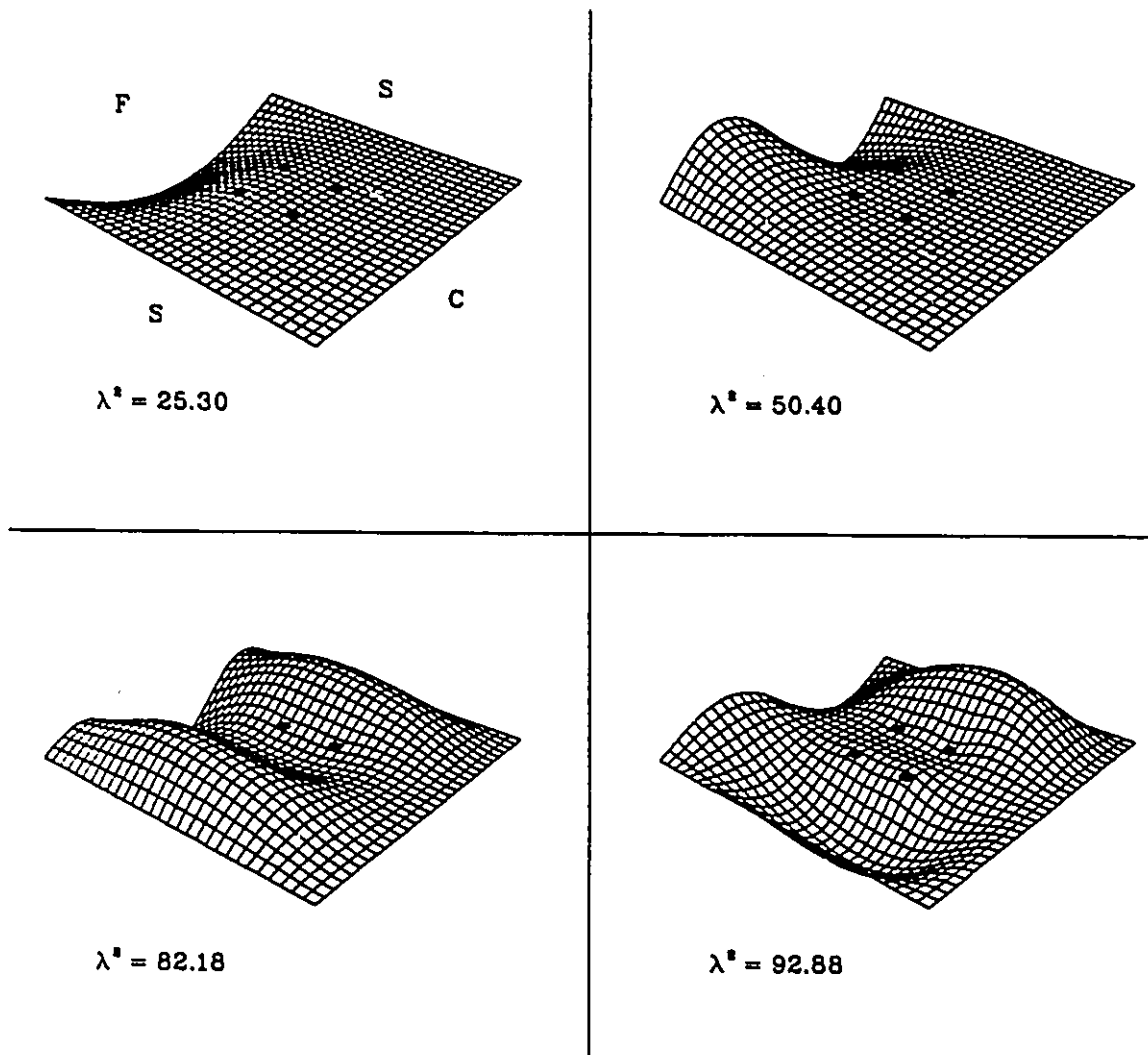 F
S
S
C
λ² = 25.30
λ² = 50.40
λ² = 82.18
λ² = 92.88